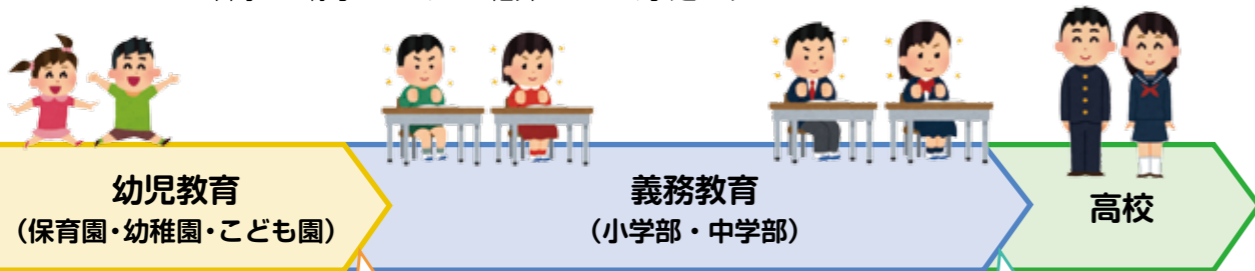 幼児教育
（保育園・幼稚園・こども園）
義務教育
（小学部・中学部）
高校